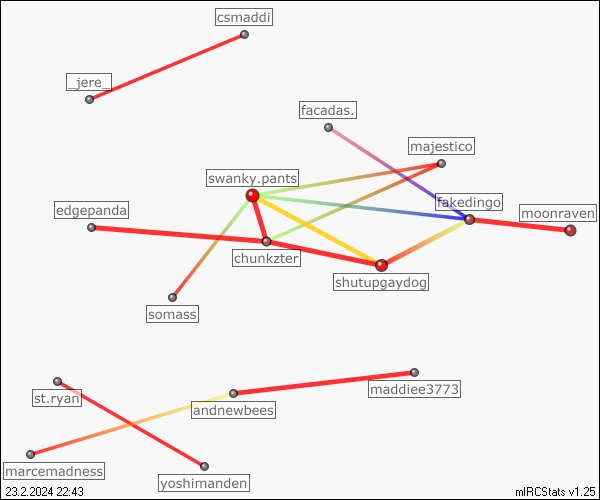 csmaddi
_jere_
facadas.
majestico
swanky.pants
fakedingo
edgepanda
moonraven
chunkzter
shutupgaydog
somass
maddiee3773
st.ryan
andnewbees
marcemadness
yoshimanden
23.2.2024 22:43
mIRCStats v1.25